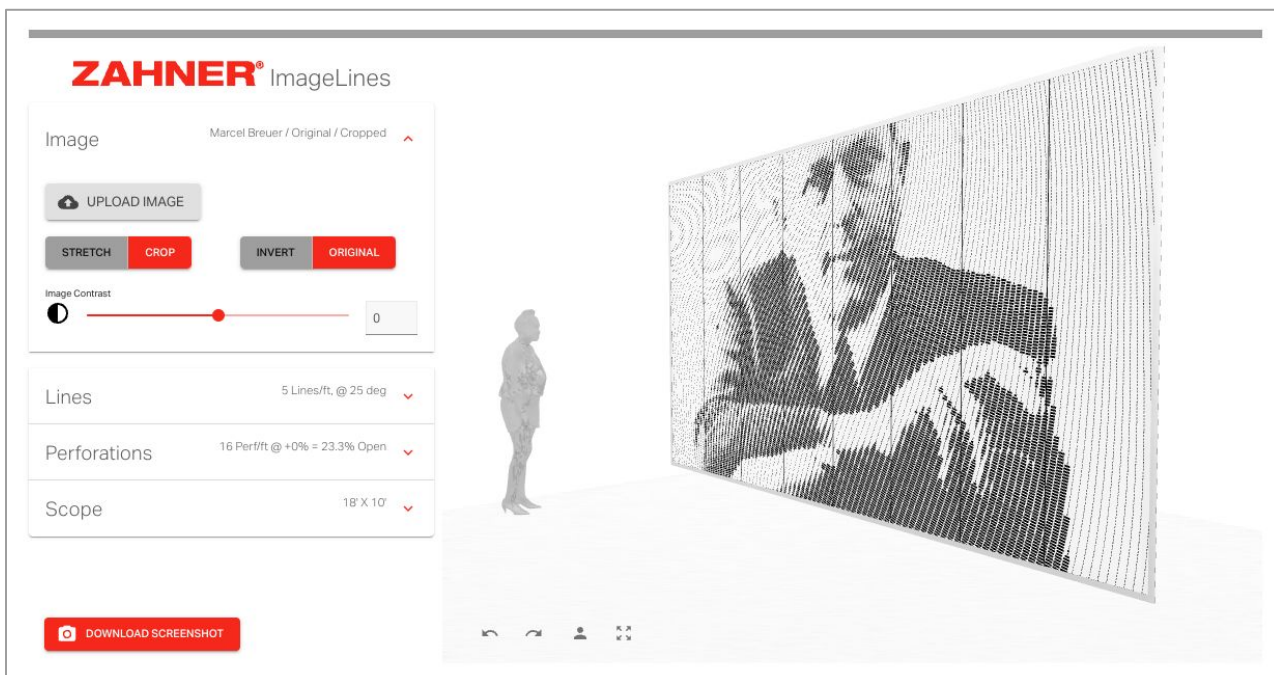 ZAHNER® ImageLines
Image
Marcel Breuer / Original / Cropped
UPLOAD IMAGE
STRETCH
CROP
INVERT
ORIGINAL
Image Contrast
0
Lines
5 Lines/ft, @ 25 deg
Perforations
16 Perf/ft @ +0% = 23.3% Open
Scope
18' X 10'
DOWNLOAD SCREENSHOT